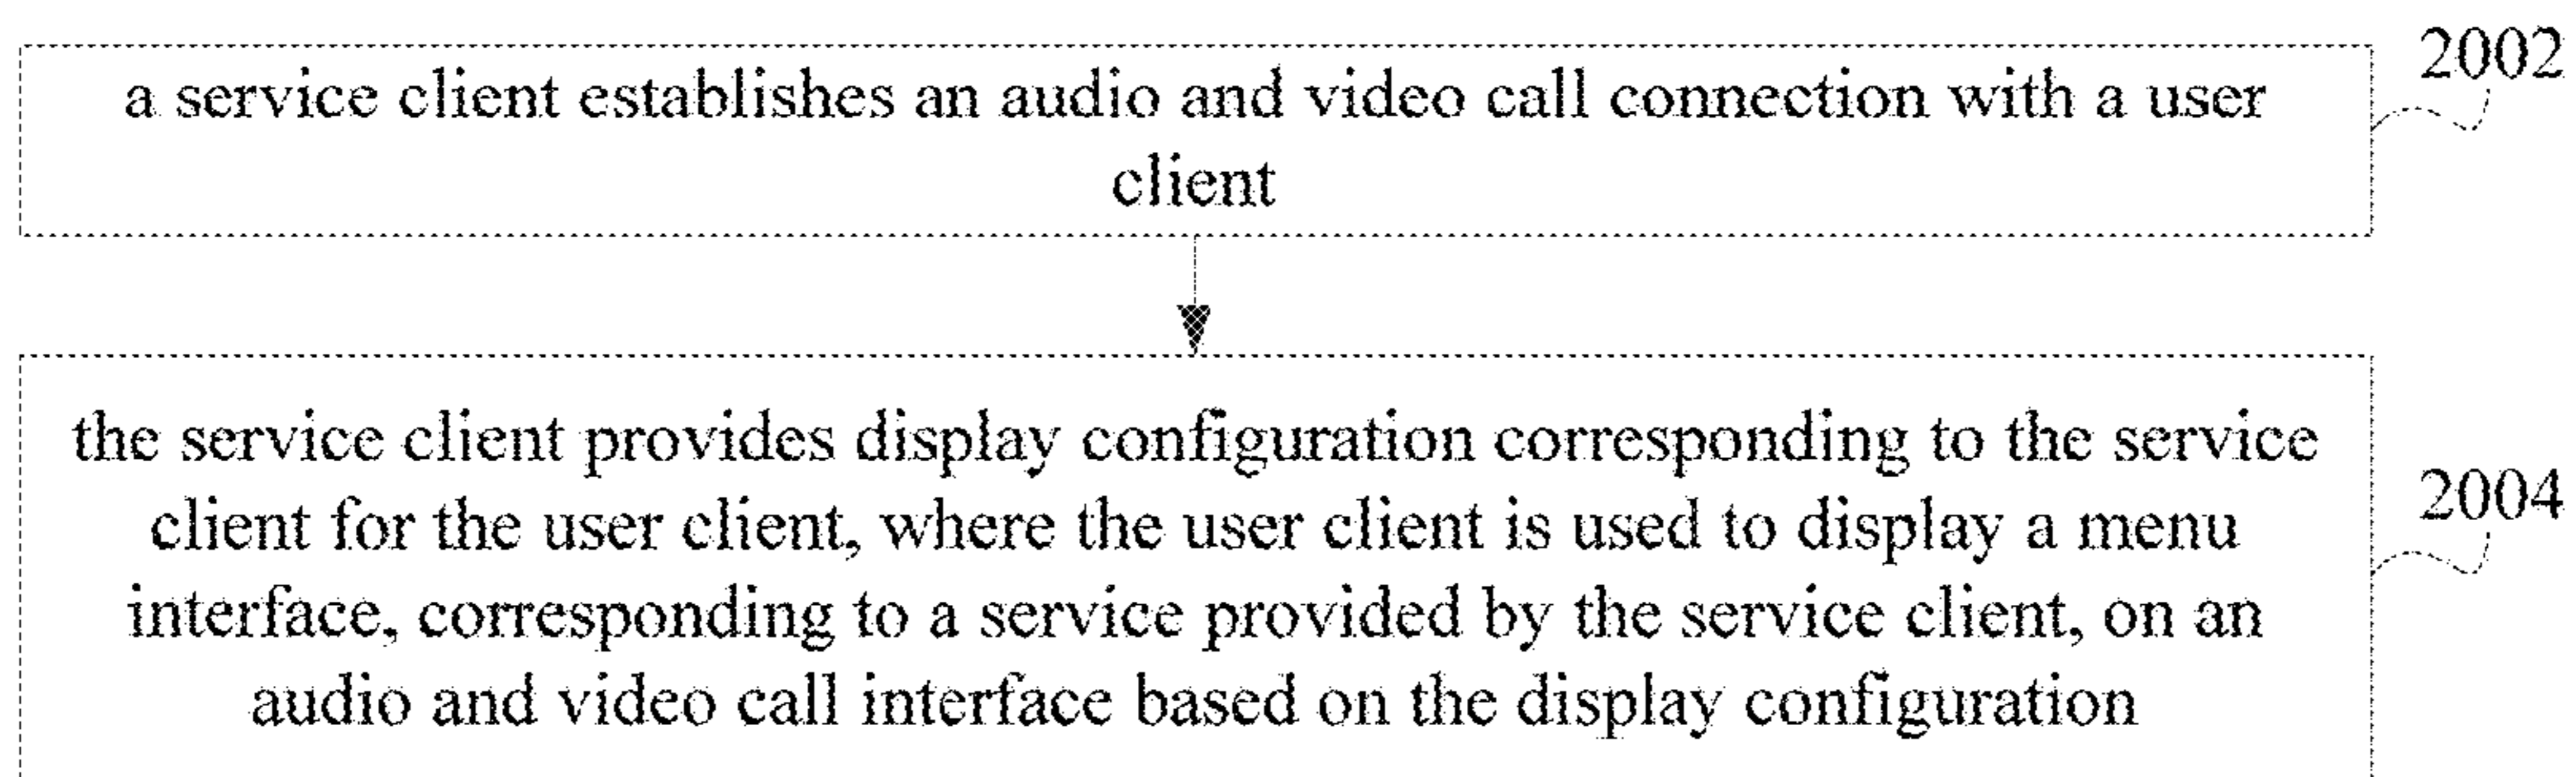 2002
a service client establishes an audio and video call connection with a user
client
the service client provides display configuration corresponding to the service
client for the user client, where the user client is used to display a menu
2004
interface, corresponding to a service provided by the service client, on an
audio and video call interface based on the display configuration